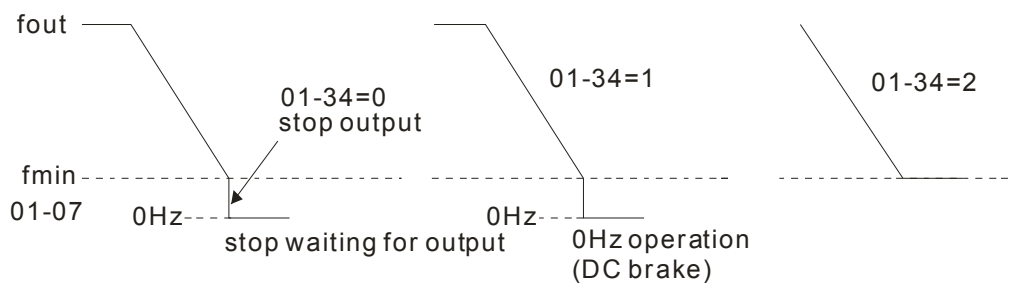 fout
01-34=0
stop output
fmin
01-07
0Hz
stop waiting for output
01-34=1
0Hz
0Hz operation
(DC brake)
01-34=2